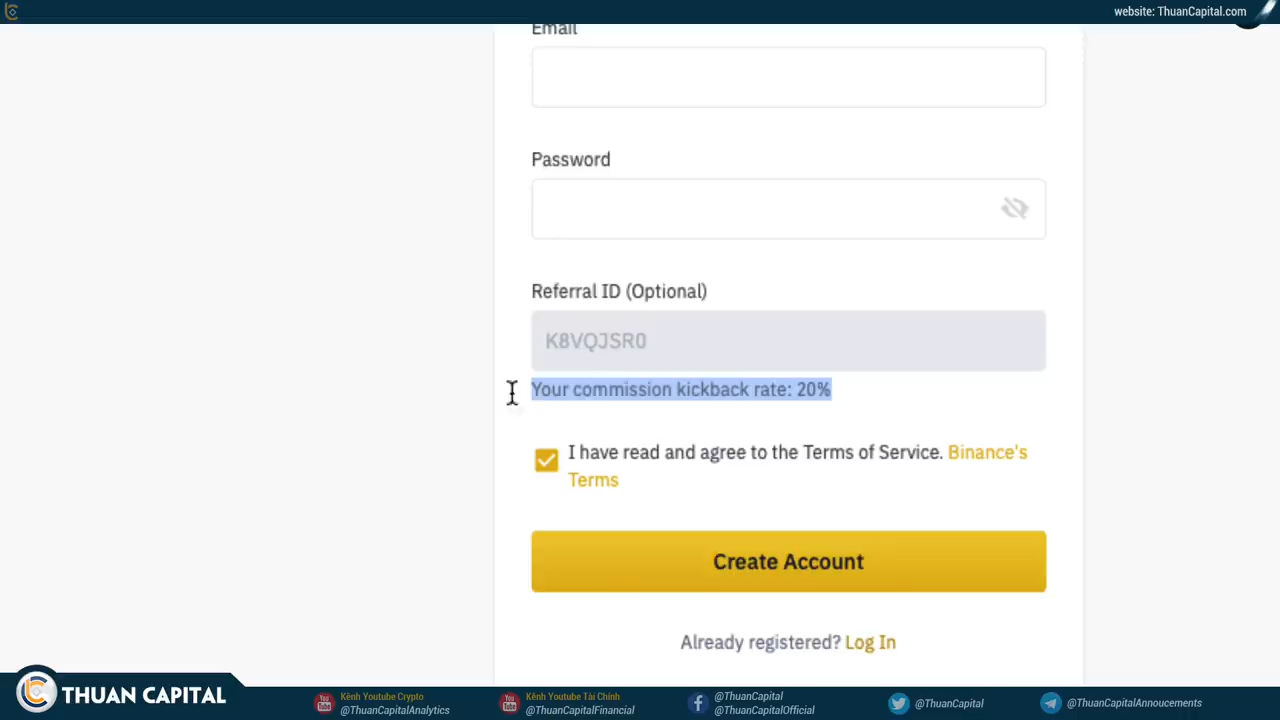 website: ThuanCapital.com
Email
Password
Referral ID (Optional)
K8VQJSR0
Your commission kickback rate: 20%
I have read and agree to the Terms of Service. Binance's
Terms
Create Account
Already registered? Log In
THUAN CAPITAL
Kênh Youtube Crypto
@ThuanCapitalAnalytics
Kênh Youtube Tài Chính
@ThuanCapitalFinancial
@ThuanCapital
@ThuanCapitalOfficial
@ThuanCapital
@ThuanCapitalAnnoucements